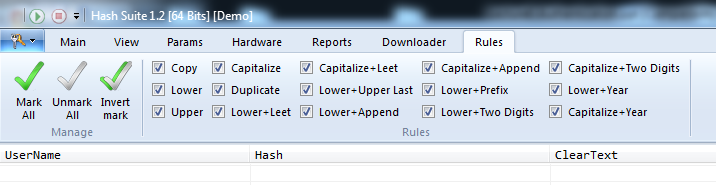 Hash Suite 1.2 [64 Bits] [Demo]
Main View Params Hardware Reports Downloader Rules
Copy Capitalize Capitalize+Leet Capitalize+Append Capitalize+Two Digits
Lower Duplicate Lower+Upper Last Lower+Prefix Lower+Year
Upper Lower+Leet Lower+Append Lower+Two Digits Capitalize+Year
Mark All
Unmark All
Invert mark
Manage Rules
UserName Hash ClearText